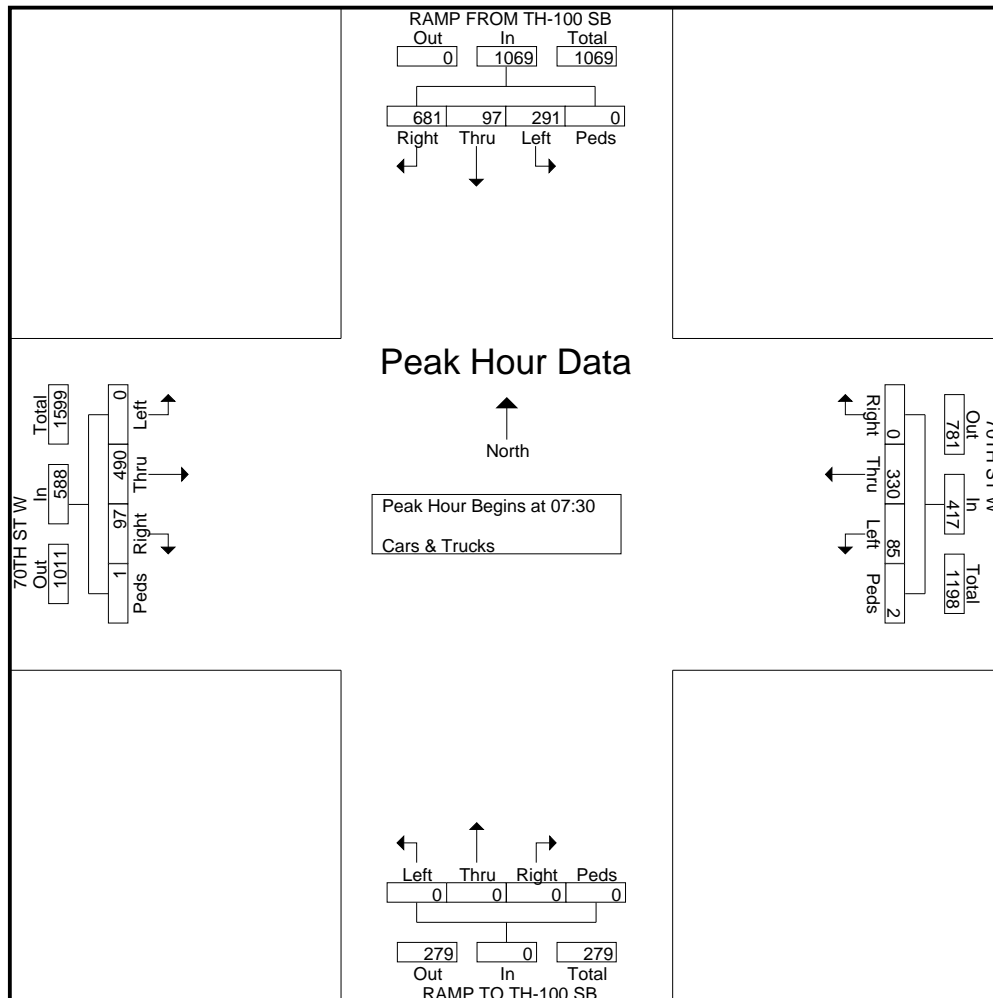 RAMP FROM TH-100 SB
Out In Total
0 1069 1069
681 97 291 0
Right Thru Left Peds
Peak Hour Data
North
Peak Hour Begins at 07:30
Cars & Trucks
70TH ST W
Total In Out
1599 588 1011
0 490 97 1
Left Thru Right Peds
Right Thru Left Peds
0 330 85 2
781 417 1198
Out In Total
70TH ST W
Left Thru Right Peds
0 0 0 0
279 0 279
Out In Total
RAMP TO TH-100 SB